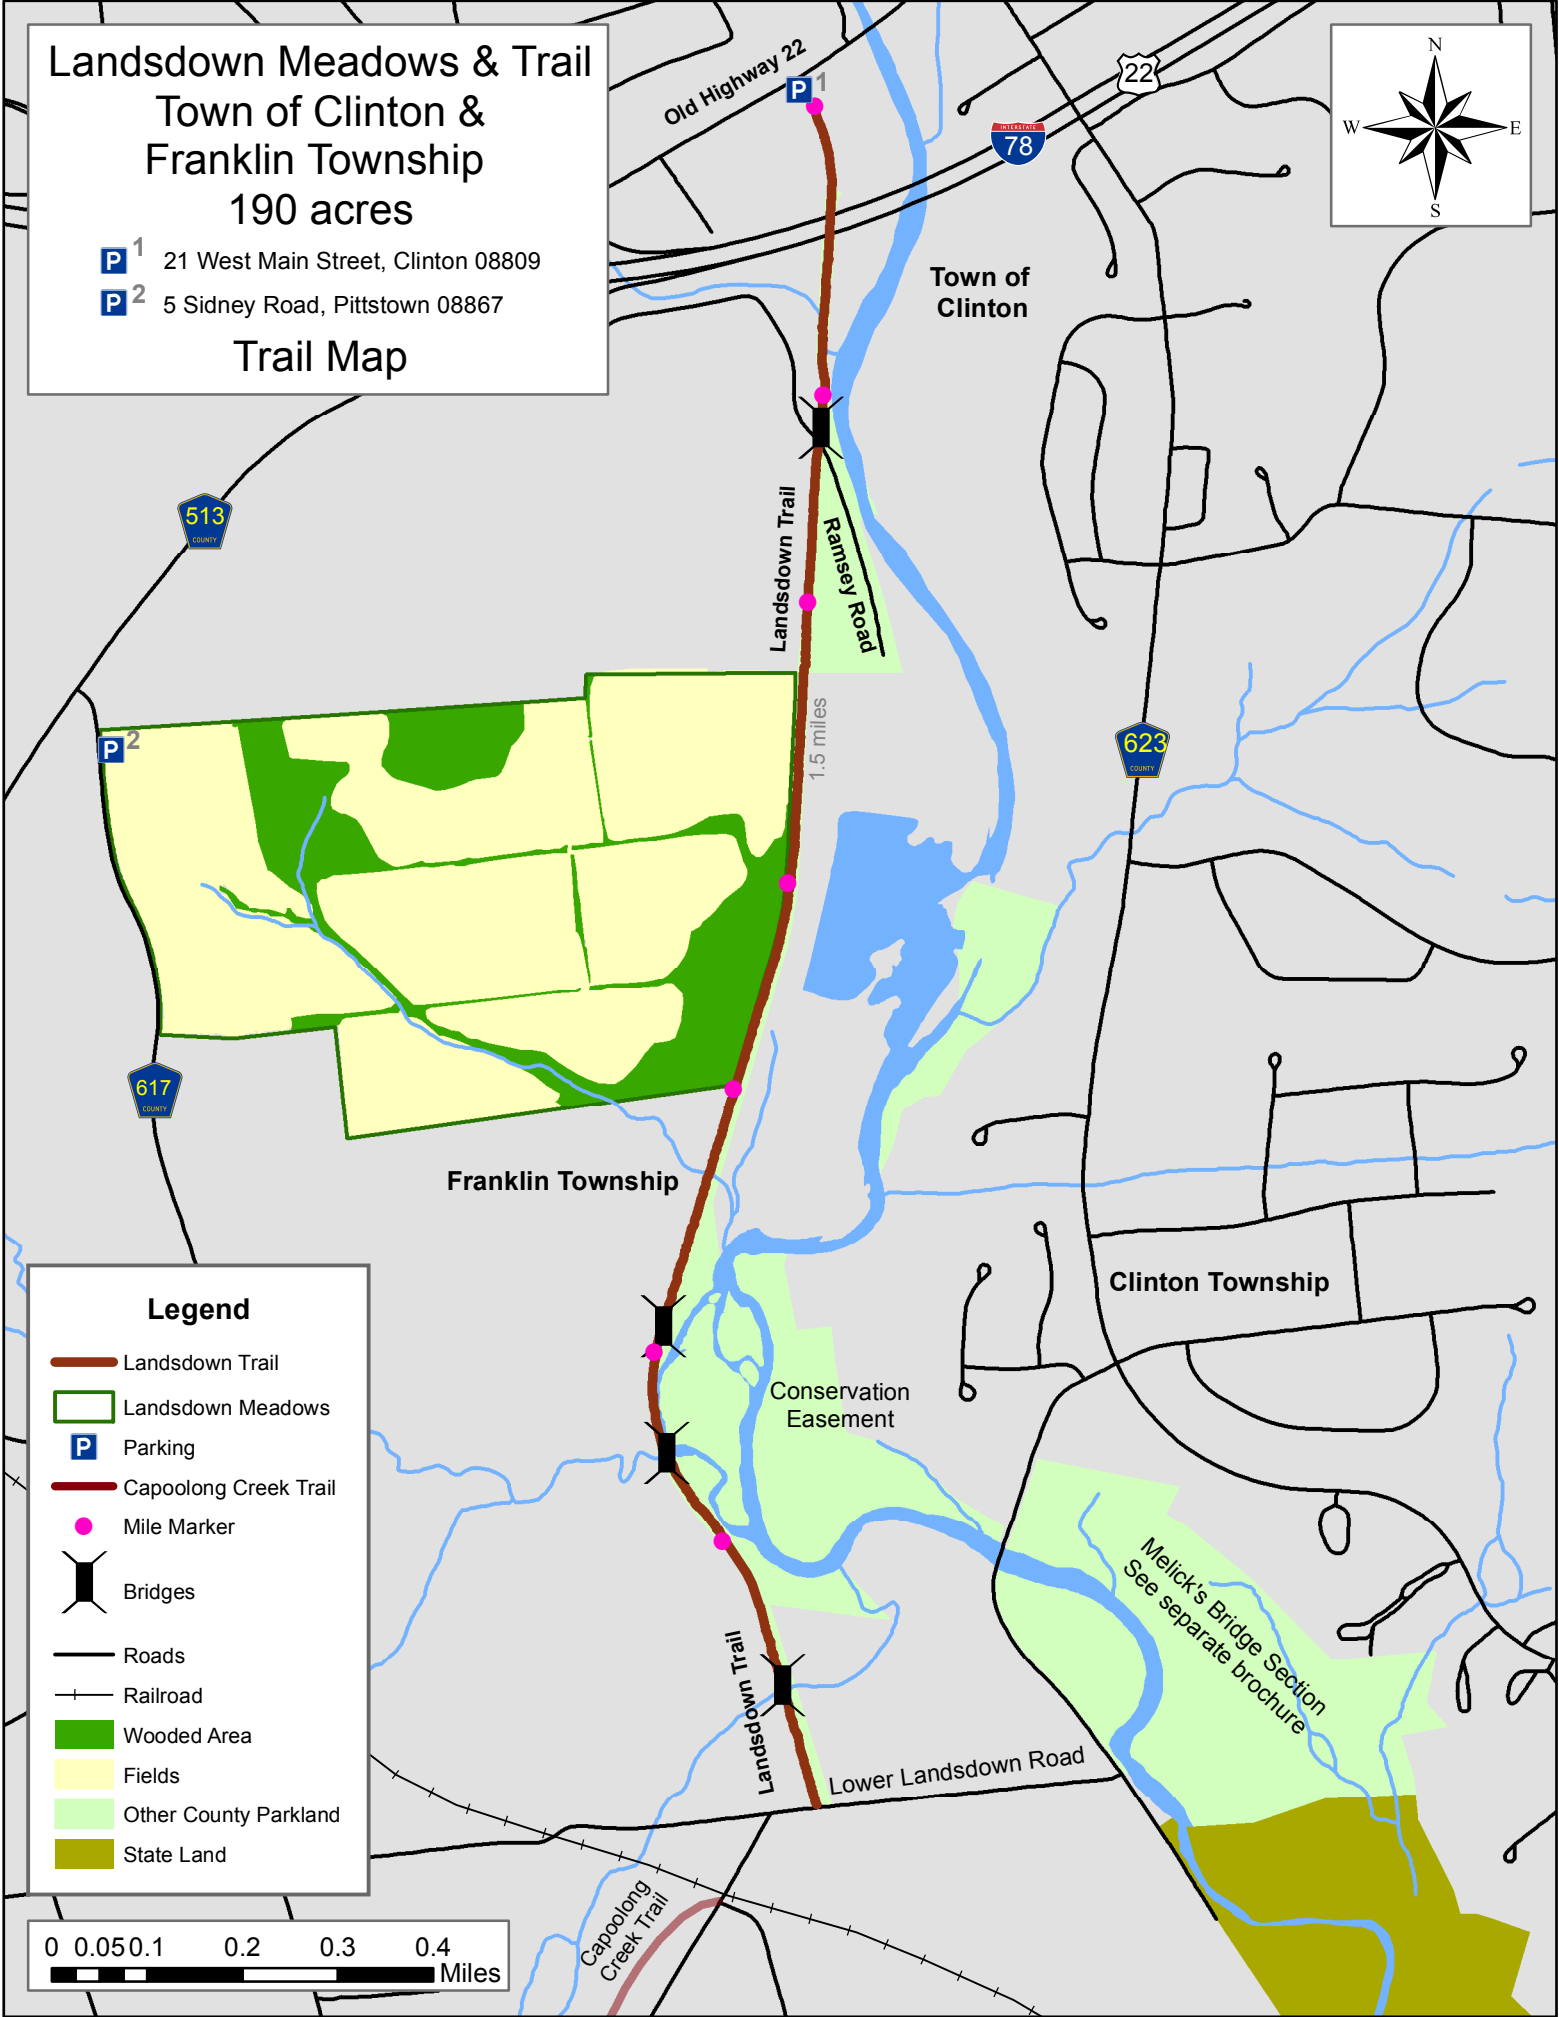 Landsdown Meadows & Trail
Town of Clinton &
Franklin Township
190 acres
P 1 21 West Main Street, Clinton 08809
P 2 5 Sidney Road, Pittstown 08867
Trail Map
Old Highway 22
P 1
22
INTERSTATE
78
N
W E
S
Town of
Clinton
513
COUNTY
Landsdown Trail
Ramsey Road
1.5 miles
P 2
623
COUNTY
617
COUNTY
Franklin Township
Clinton Township
Conservation
Easement
Melick's Bridge Section
See separate brochure
Landsdown Trail
Lower Landsdown Road
Capoolong
Creek Trail
Legend
Landsdown Trail
Landsdown Meadows
P Parking
Capoolong Creek Trail
Mile Marker
Bridges
Roads
Railroad
Wooded Area
Fields
Other County Parkland
State Land
0 0.05 0.1 0.2 0.3 0.4
Miles